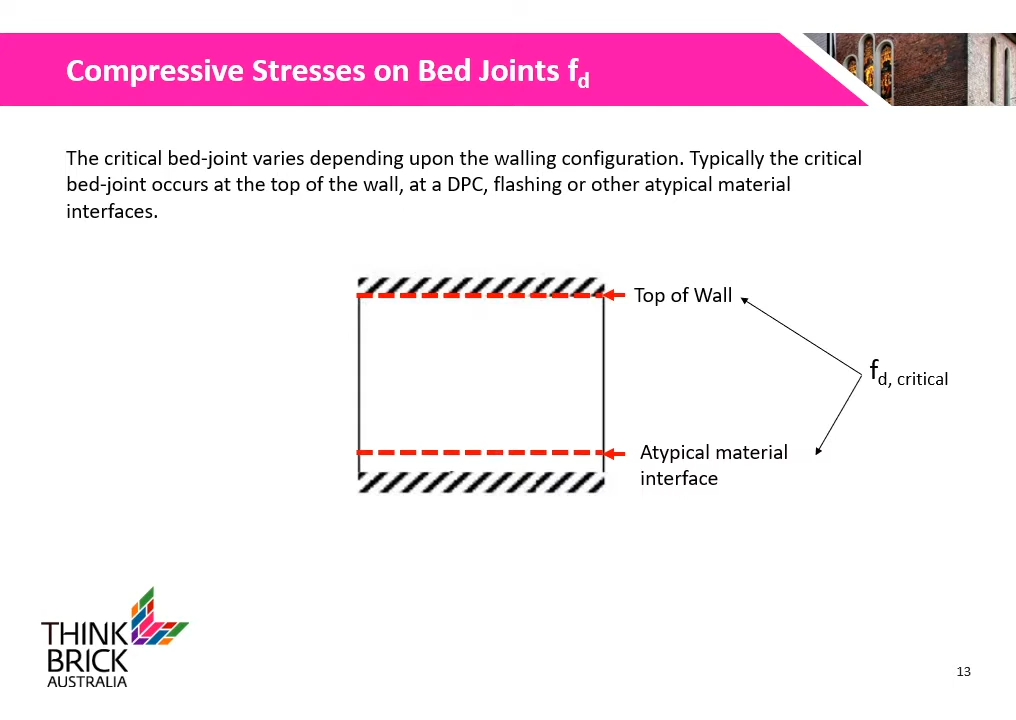 Compressive Stresses on Bed Joints fd
The critical bed-joint varies depending upon the walling configuration. Typically the critical
bed-joint occurs at the top of the wall, at a DPC, flashing or other atypical material
interfaces.
Top of Wall
fd, critical
Atypical material
interface
THINK
BRICK
AUSTRALIA
13